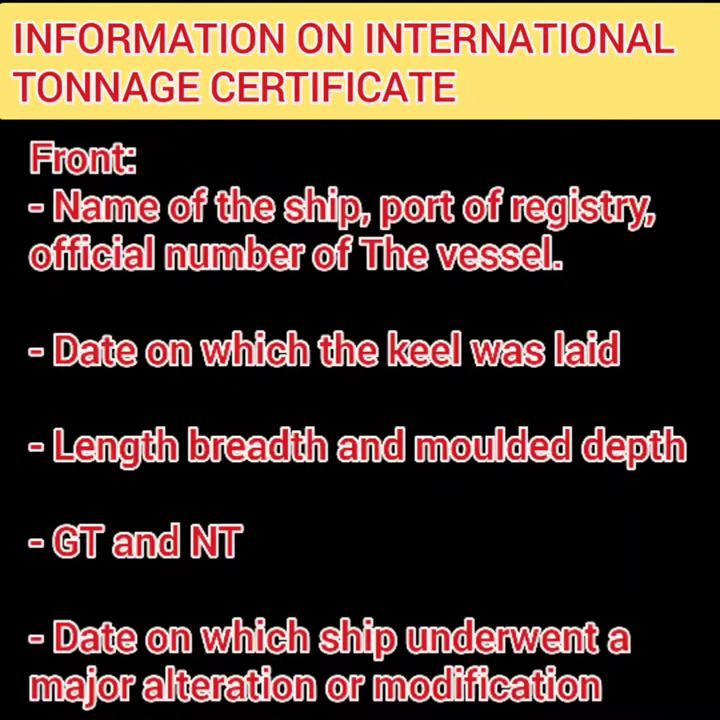 INFORMATION ON INTERNATIONAL
TONNAGE CERTIFICATE
Front:
- Name of the ship, port of registry,
official number of The vessel.
- Date on which the keel was laid
- Length breadth and moulded depth
- GT and NT
- Date on which ship underwent a
major alteration or modification